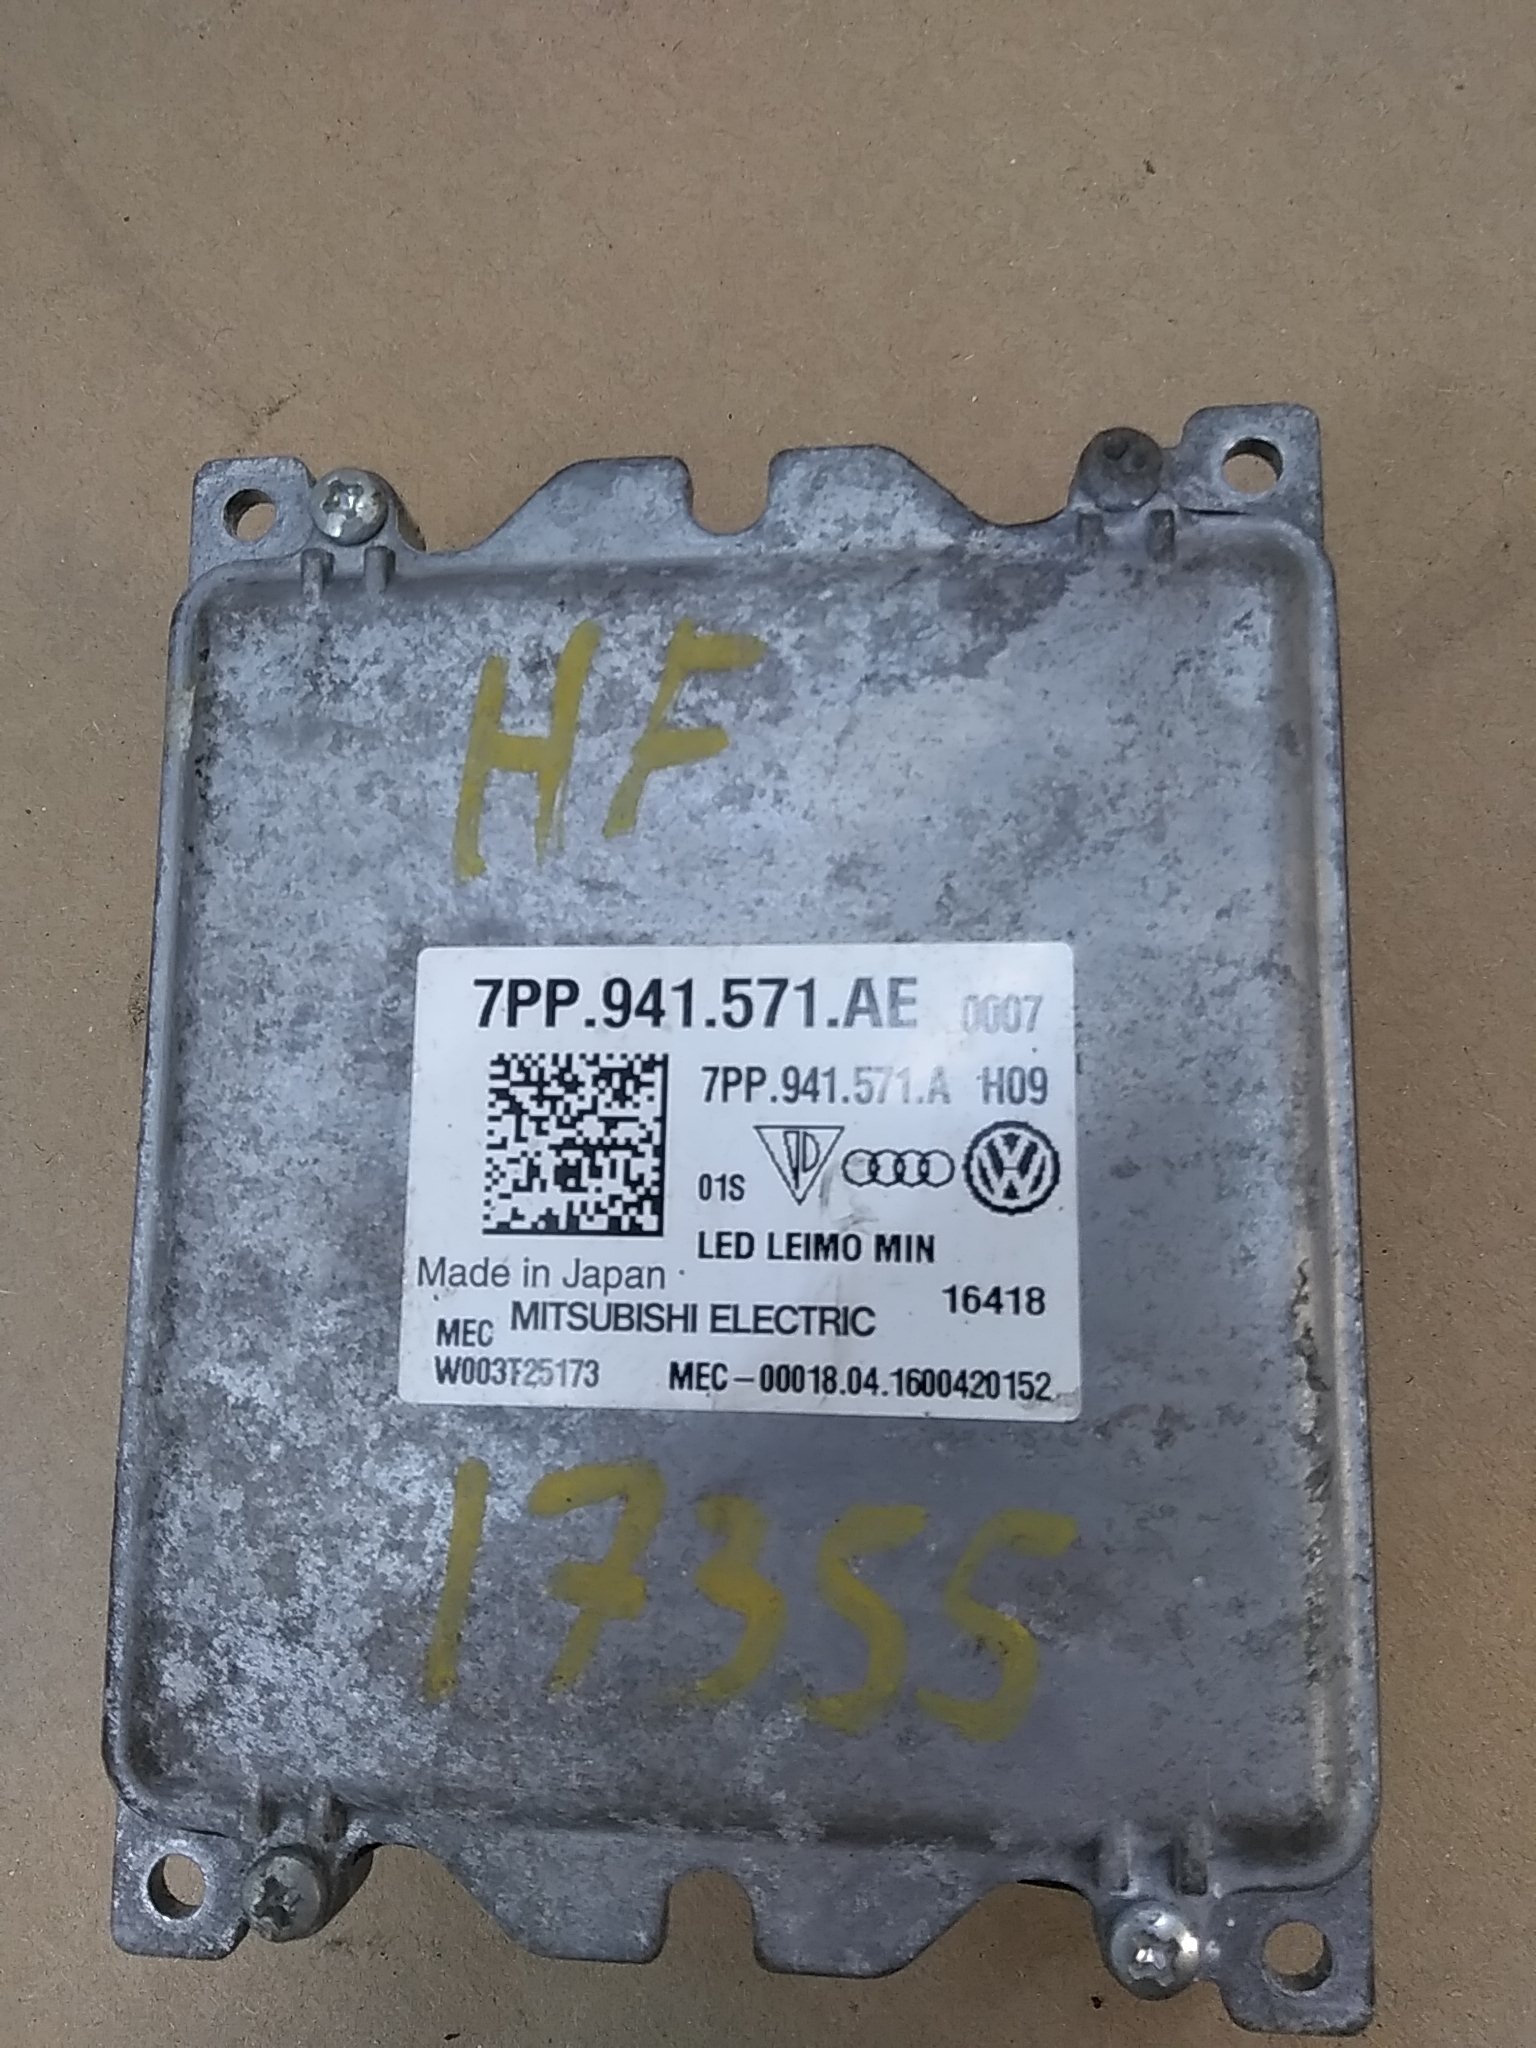 HF
7PP.941.571.AE 0007
7PP.941.571.A H09
01S
LED LEIMO MIN
Made in Japan
16418
MEC MITSUBISHI ELECTRIC
W003T25173 MEC-00018.04.1600420152
17355